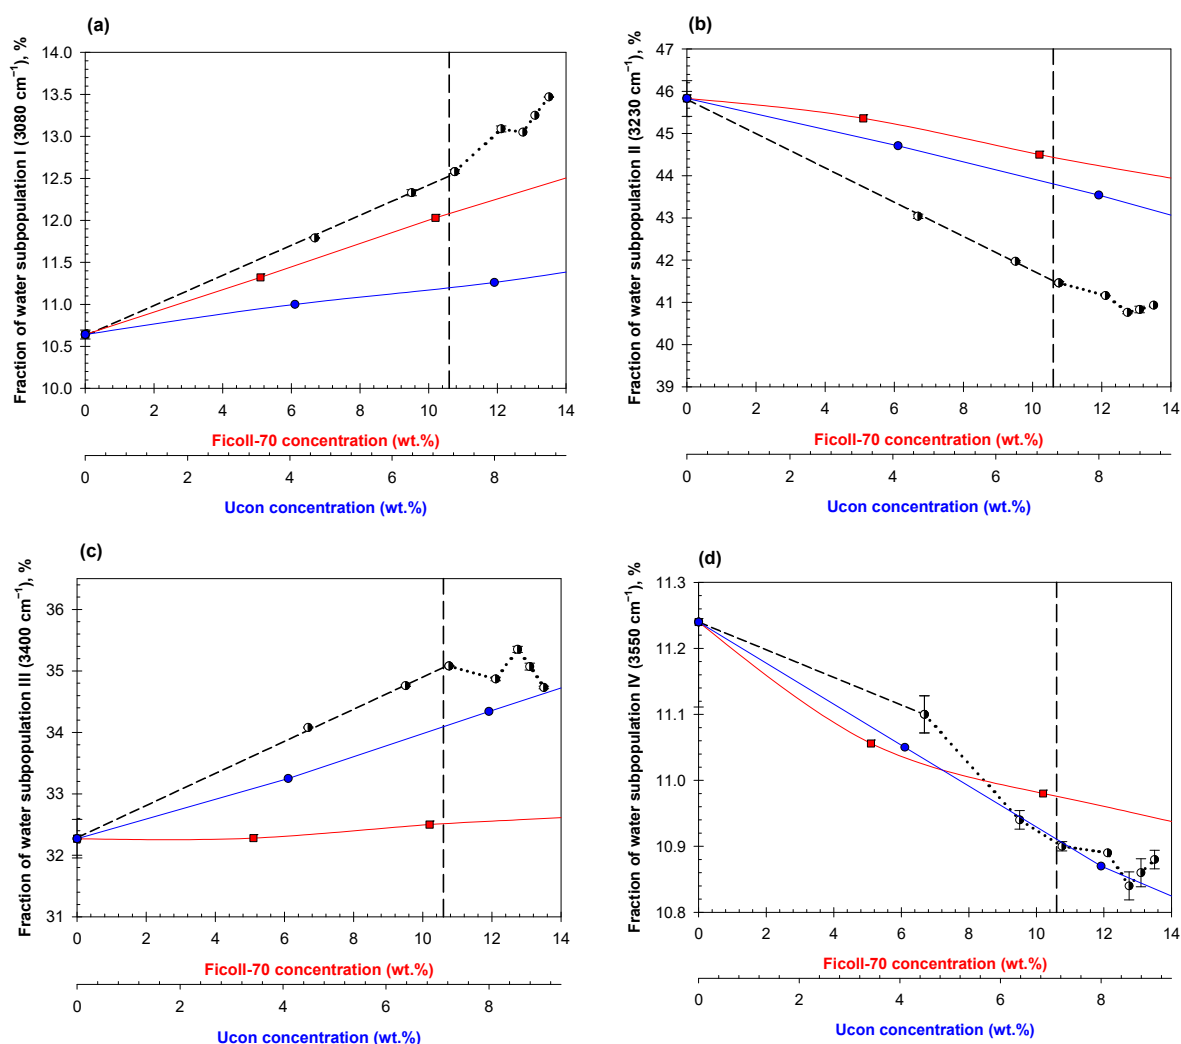 (a)
Fraction of water subpopulation I (3080 cm⁻¹), %
14.0
13.5
13.0
12.5
12.0
11.5
11.0
10.5
10.0
0 2 4 6 8 10 12 14
Ficoll-70 concentration (wt.%)
0 2 4 6 8
Ucon concentration (wt.%)
(b)
Fraction of water subpopulation II (3230 cm⁻¹), %
47
46
45
44
43
42
41
40
39
0 2 4 6 8 10 12 14
Ficoll-70 concentration (wt.%)
0 2 4 6 8
Ucon concentration (wt.%)
(c)
Fraction of water subpopulation III (3400 cm⁻¹), %
36
35
34
33
32
31
0 2 4 6 8 10 12 14
Ficoll-70 concentration (wt.%)
0 2 4 6 8
Ucon concentration (wt.%)
(d)
Fraction of water subpopulation IV (3550 cm⁻¹), %
11.3
11.2
11.1
11.0
10.9
10.8
0 2 4 6 8 10 12 14
Ficoll-70 concentration (wt.%)
0 2 4 6 8
Ucon concentration (wt.%)